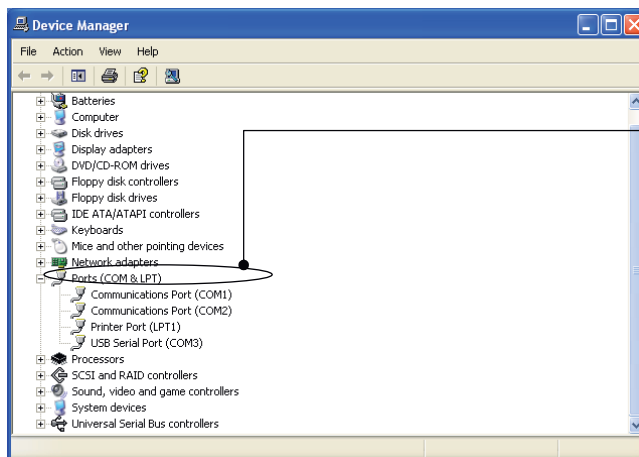 Device Manager
File Action View Help
Batteries
Computer
Disk drives
Display adapters
DVD/CD-ROM drives
Floppy disk controllers
Floppy disk drives
IDE ATA/ATAPI controllers
Keyboards
Mice and other pointing devices
Network adapters
Ports (COM & LPT)
Communications Port (COM1)
Communications Port (COM2)
Printer Port (LPT1)
USB Serial Port (COM3)
Processors
SCSI and RAID controllers
Sound, video and game controllers
System devices
Universal Serial Bus controllers